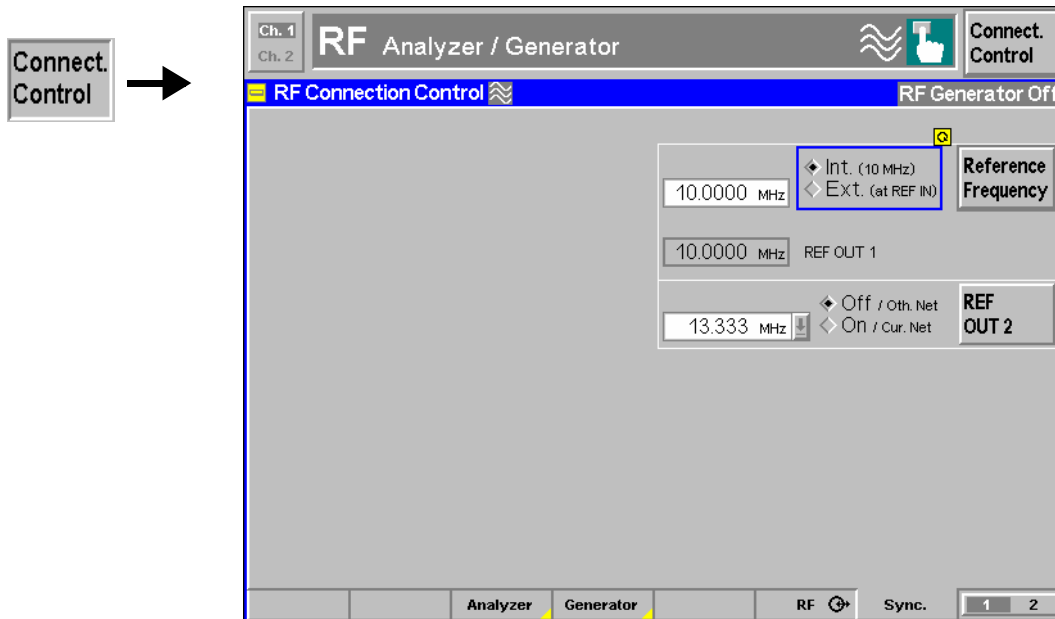 Connect.
Control
Ch. 1
Ch. 2
RF Analyzer / Generator
Connect.
Control
RF Connection Control
RF Generator Off
Int. (10 MHz)
10.0000 MHz
Ext. (at REF IN)
Reference
Frequency
10.0000 MHz
REF OUT 1
Off / Oth. Net
13.333 MHz
On / Cur. Net
REF
OUT 2
Analyzer
Generator
RF
Sync.
1 2